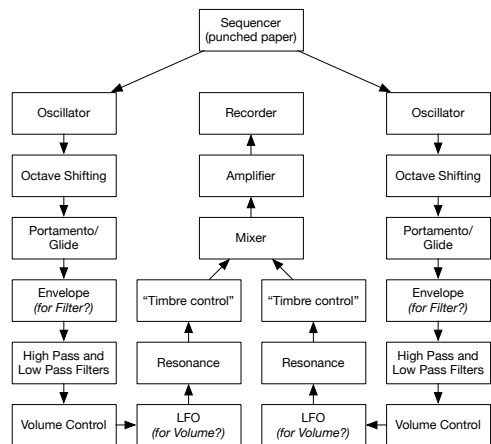 Sequencer
(punched paper)
Oscillator
Recorder
Oscillator
Octave Shifting
Amplifier
Octave Shifting
Portamento/
Glide
Mixer
Portamento/
Glide
Envelope
(for Filter?)
“Timbre control”
“Timbre control”
Envelope
(for Filter?)
High Pass and
Low Pass Filters
Resonance
Resonance
High Pass and
Low Pass Filters
Volume Control
LFO
(for Volume?)
LFO
(for Volume?)
Volume Control